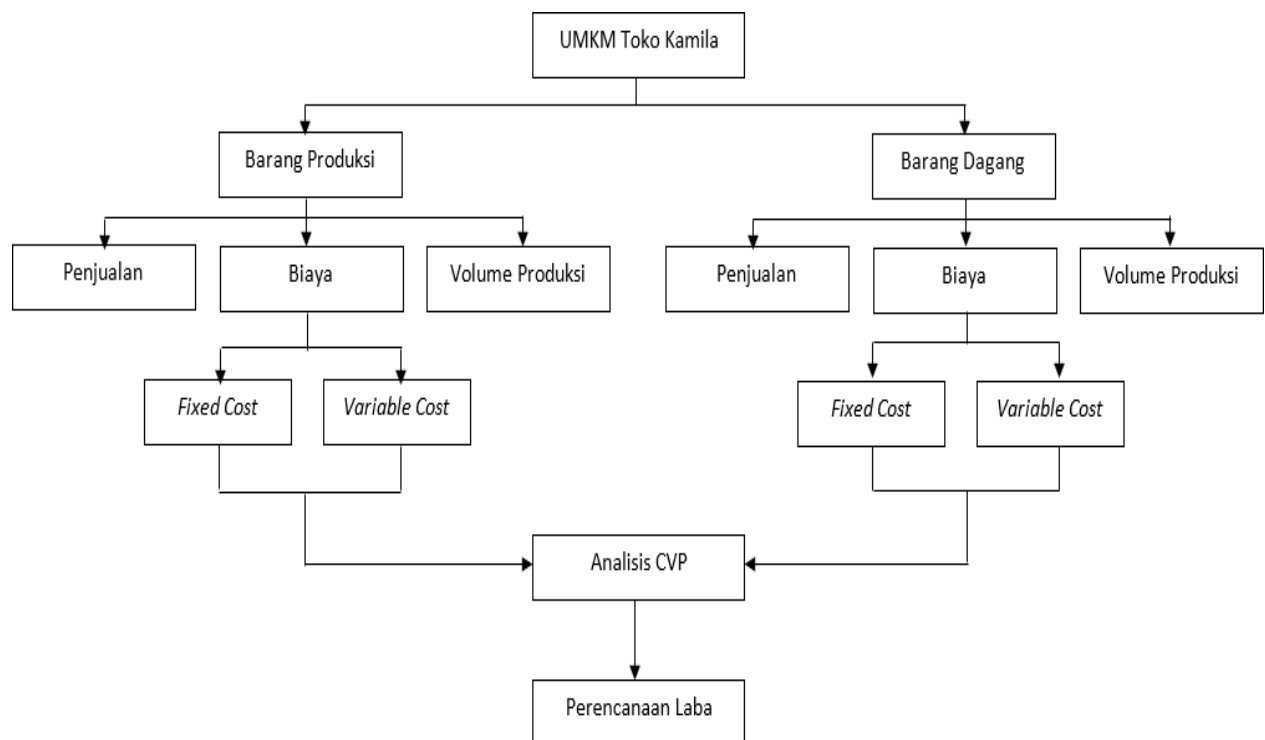 UMKM Toko Kamila
Barang Produksi
Barang Dagang
Penjualan
Biaya
Volume Produksi
Penjualan
Biaya
Volume Produksi
Fixed Cost
Variable Cost
Fixed Cost
Variable Cost
Analisis CVP
Perencanaan Laba